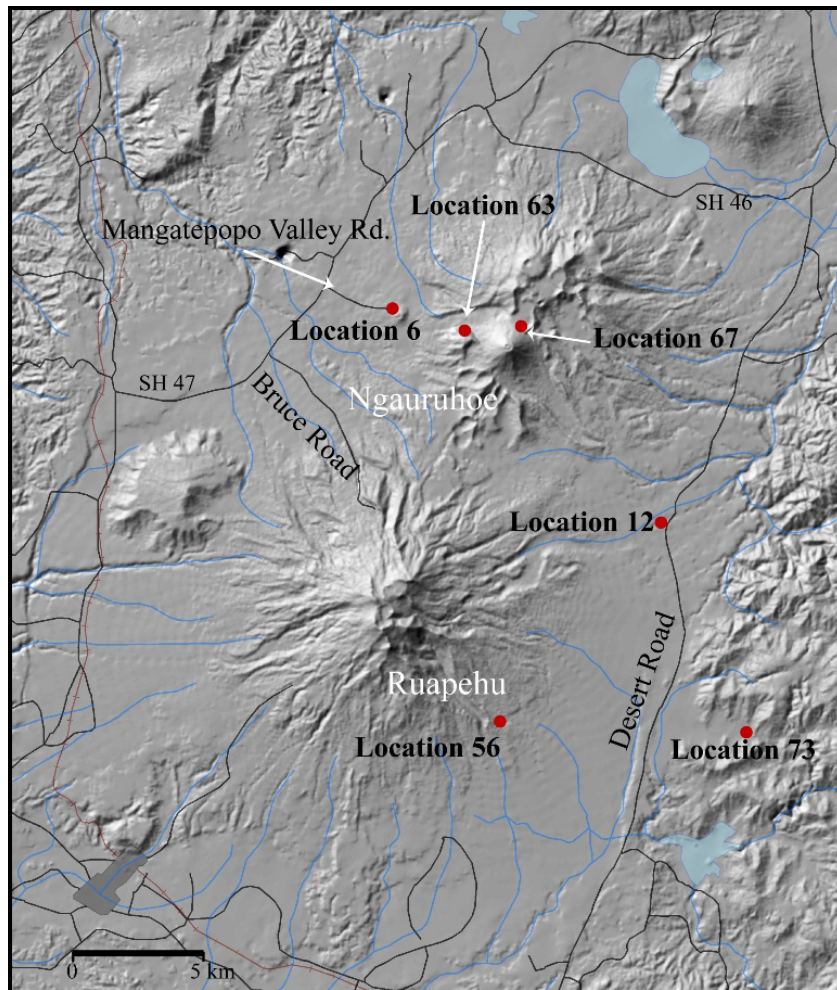 Location 63
SH 46
Mangatepopo Valley Rd.
Location 6
Location 67
SH 47
Bruce Road
Ngauruhoe
Location 12
Desert Road
Ruapehu
Location 56
Location 73
0
5 km